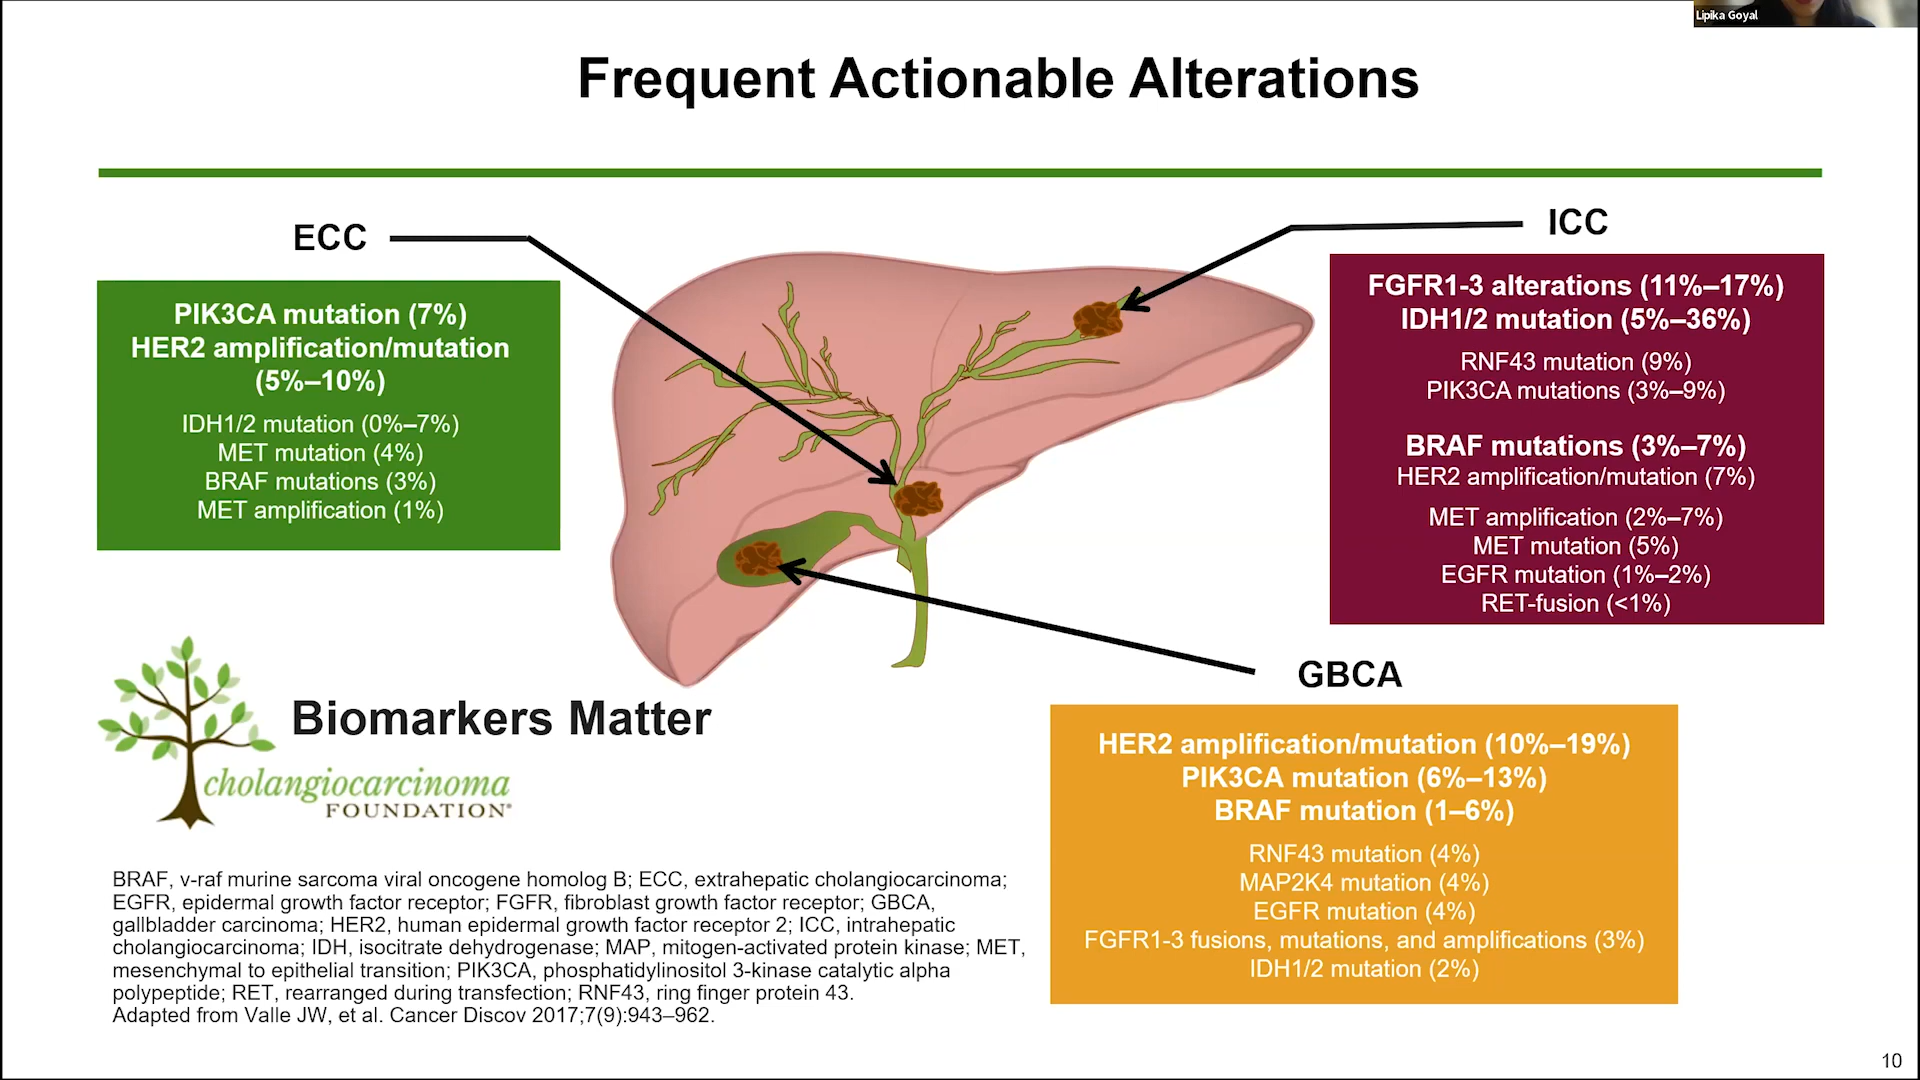 Lipika Goyal
Frequent Actionable Alterations
ECC
PIK3CA mutation (7%)
HER2 amplification/mutation
(5%–10%)
IDH1/2 mutation (0%–7%)
MET mutation (4%)
BRAF mutations (3%)
MET amplification (1%)
ICC
FGFR1-3 alterations (11%–17%)
IDH1/2 mutation (5%–36%)
RNF43 mutation (9%)
PIK3CA mutations (3%–9%)
BRAF mutations (3%–7%)
HER2 amplification/mutation (7%)
MET amplification (2%–7%)
MET mutation (5%)
EGFR mutation (1%–2%)
RET-fusion (<1%)
GBCA
HER2 amplification/mutation (10%–19%)
PIK3CA mutation (6%–13%)
BRAF mutation (1–6%)
RNF43 mutation (4%)
MAP2K4 mutation (4%)
EGFR mutation (4%)
FGFR1-3 fusions, mutations, and amplifications (3%)
IDH1/2 mutation (2%)
Biomarkers Matter
cholangiocarcinoma
FOUNDATION®
BRAF, v-raf murine sarcoma viral oncogene homolog B; ECC, extrahepatic cholangiocarcinoma;
EGFR, epidermal growth factor receptor; FGFR, fibroblast growth factor receptor; GBCA,
gallbladder carcinoma; HER2, human epidermal growth factor receptor 2; ICC, intrahepatic
cholangiocarcinoma; IDH, isocitrate dehydrogenase; MAP, mitogen-activated protein kinase; MET,
mesenchymal to epithelial transition; PIK3CA, phosphatidylinositol 3-kinase catalytic alpha
polypeptide; RET, rearranged during transfection; RNF43, ring finger protein 43.
Adapted from Valle JW, et al. Cancer Discov 2017;7(9):943–962.
10